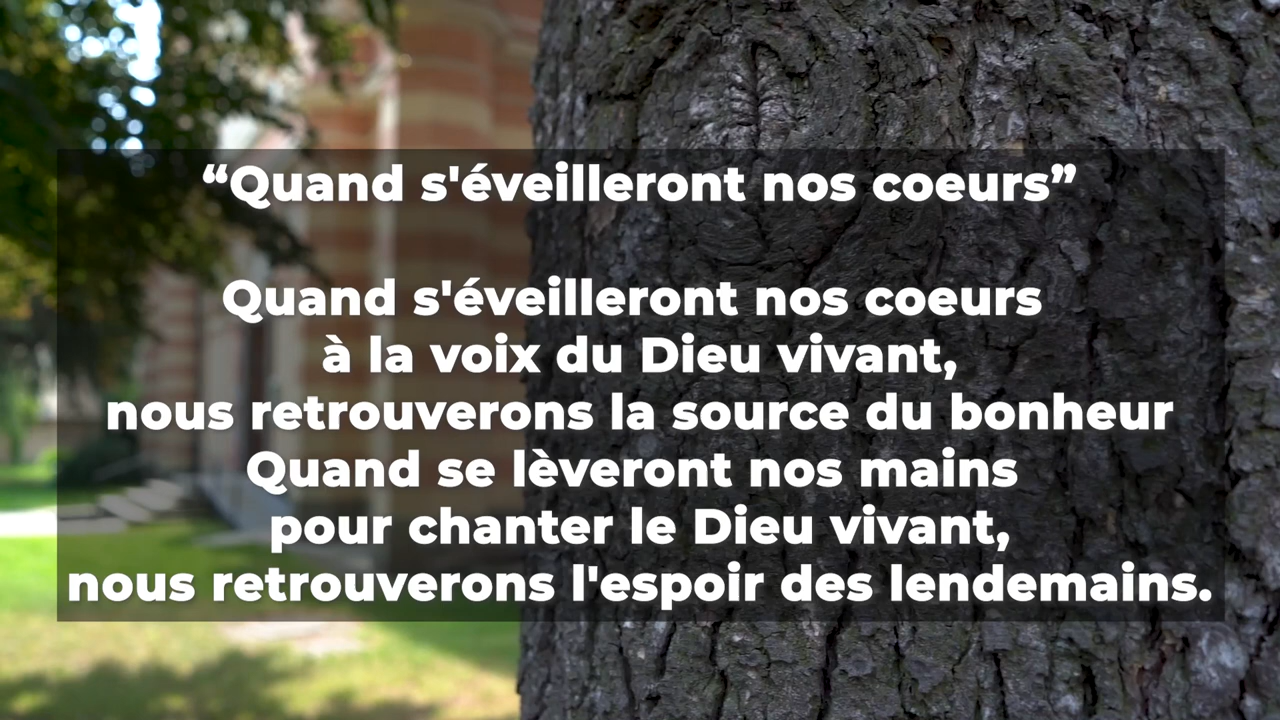 “Quand s'éveilleront nos coeurs”
Quand s'éveilleront nos coeurs
à la voix du Dieu vivant,
nous retrouverons la source du bonheur
Quand se lèveront nos mains
pour chanter le Dieu vivant,
nous retrouverons l'espoir des lendemains.